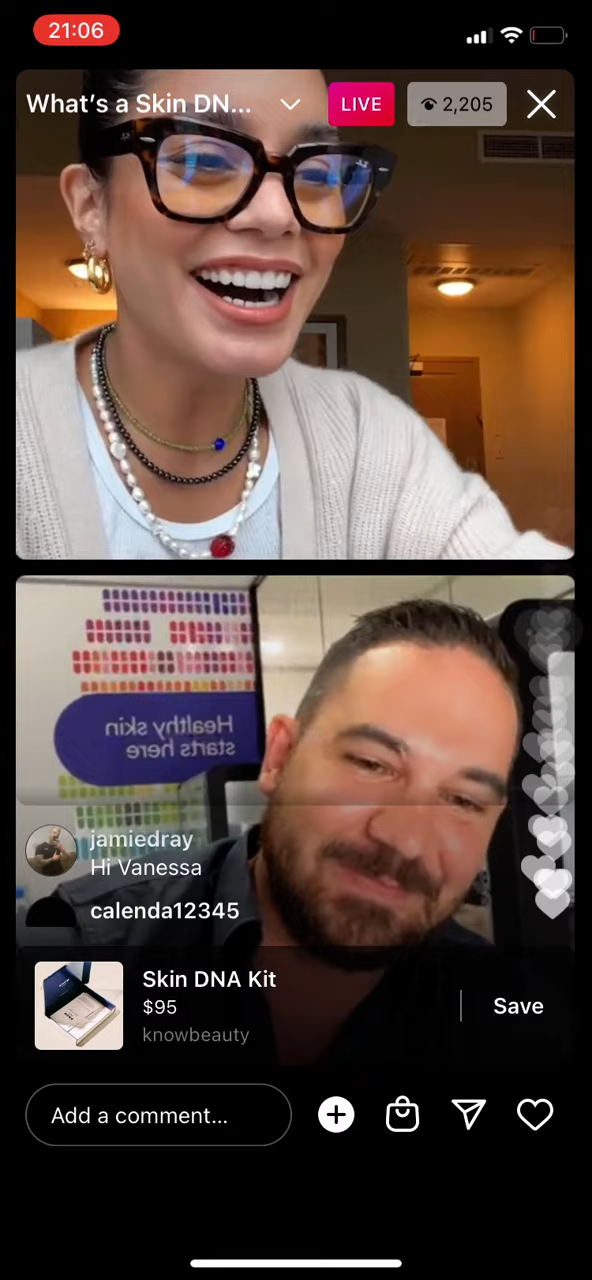 21:06
What's a Skin DN...
LIVE
2,205
Healthy skin
starts here
jamiedray
Hi Vanessa
calenda12345
Skin DNA Kit
$95
knowbeauty
Save
Add a comment...